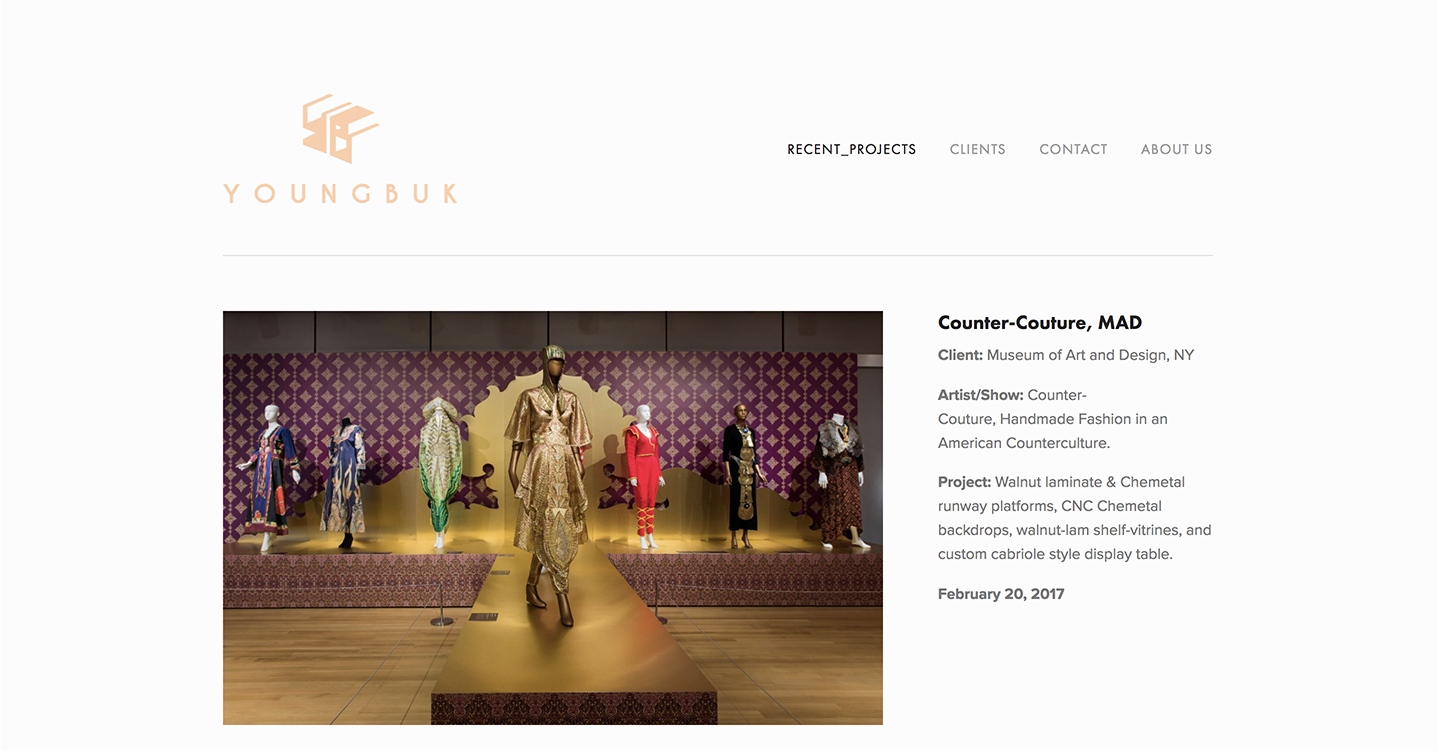 YOUNGBUK
RECENT_PROJECTS CLIENTS CONTACT ABOUT US
Counter-Couture, MAD
Client: Museum of Art and Design, NY
Artist/Show: Counter-
Couture, Handmade Fashion in an
American Counterculture.
Project: Walnut laminate & Chemetal
runway platfoms, CNC Chemetal
backdrops, walnut-lam shelf-vitrines, and
custom cabriole style display table.
February 20, 2017